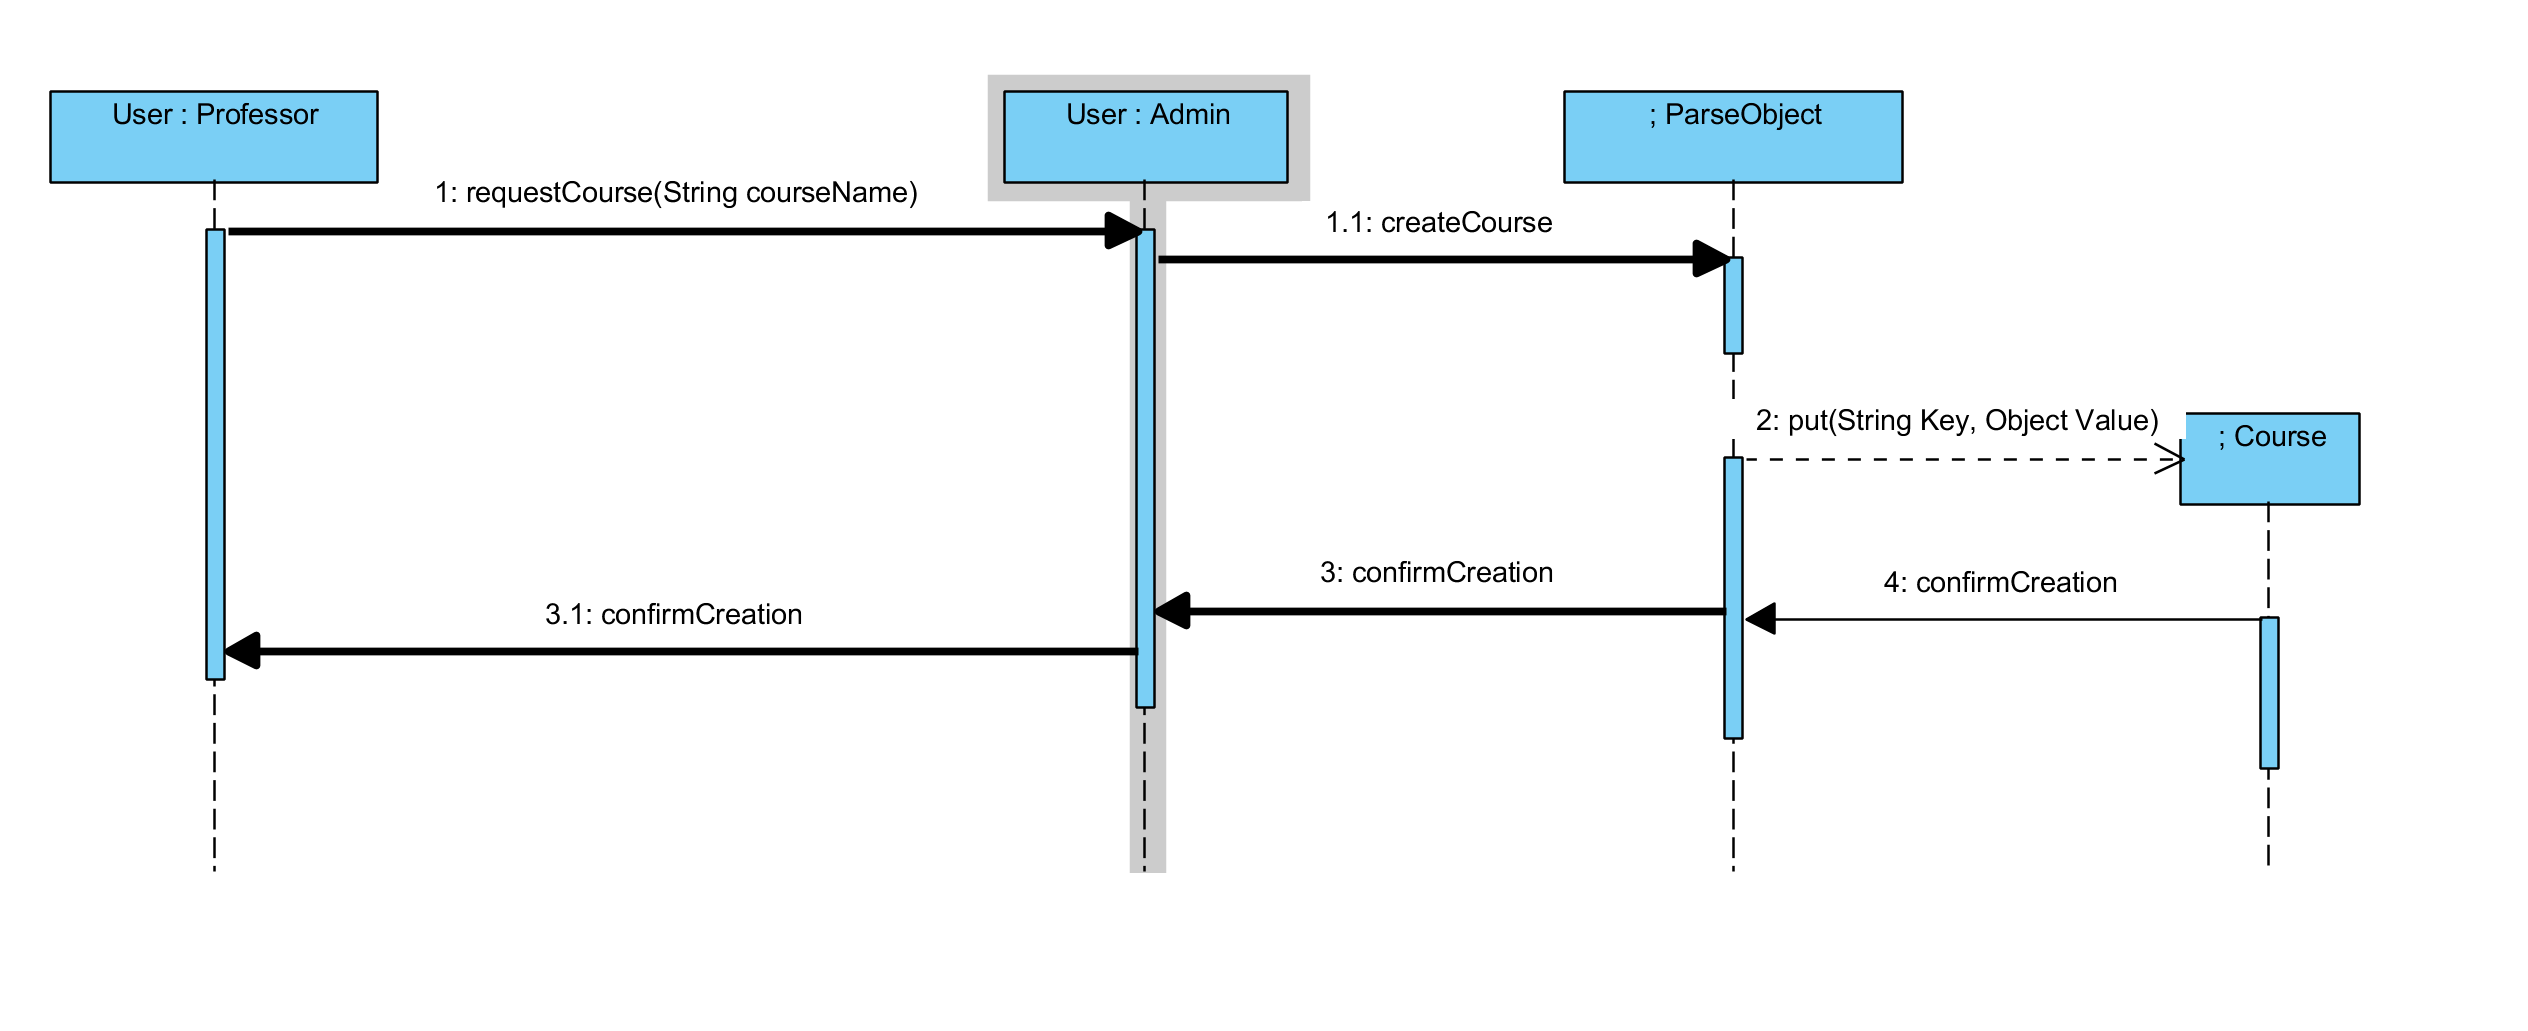 User : Professor
User : Admin
; ParseObject
1: requestCourse(String courseName)
1.1: createCourse
2: put(String Key, Object Value)
; Course
3: confirmCreation
4: confirmCreation
3.1: confirmCreation